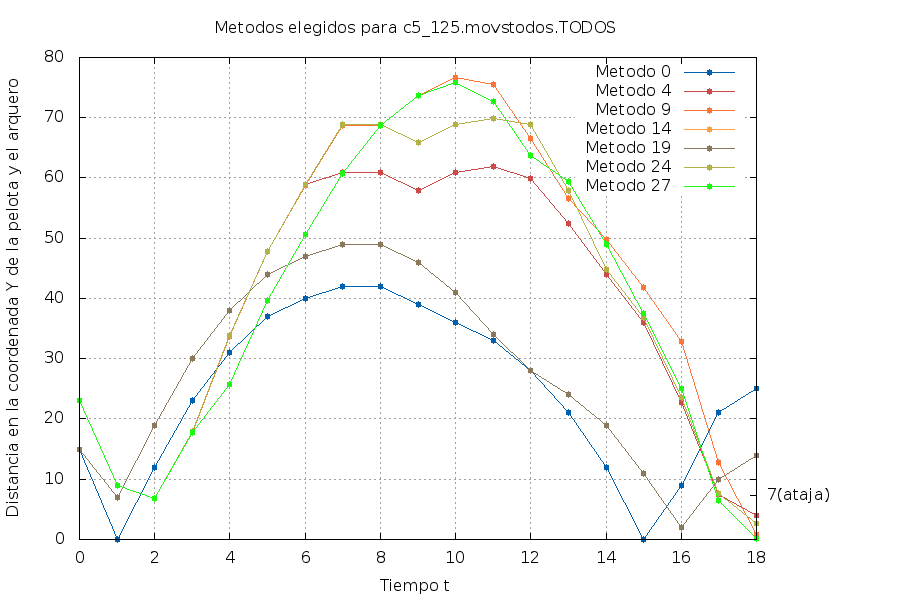 Metodos elegidos para c5_125.movstodos.TODOS
Distancia en la coordenada Y de la pelota y el arquero
80
70
60
50
40
30
20
10
0
Metodo 0
Metodo 4
Metodo 9
Metodo 14
Metodo 19
Metodo 24
Metodo 27
7(ataja)
0 2 4 6 8 10 12 14 16 18
Tiempo t